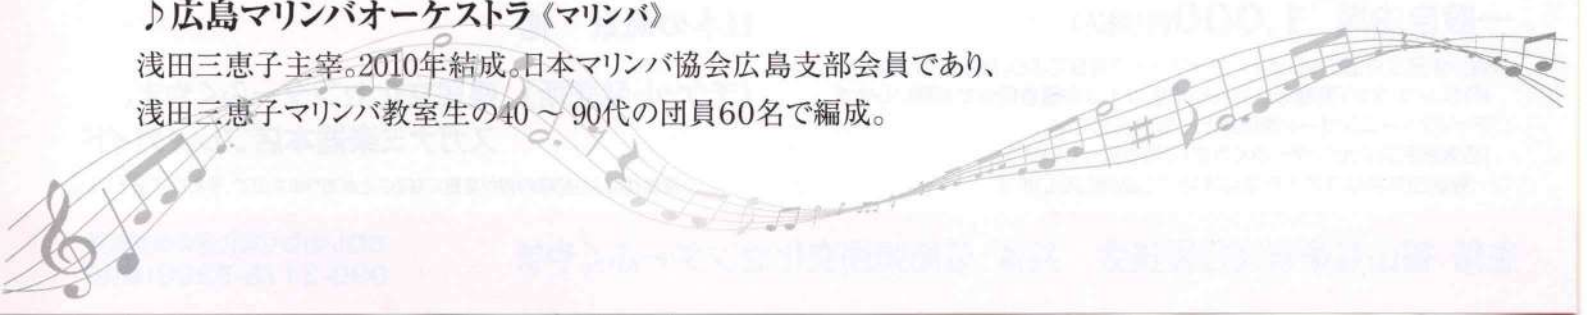 ♪広島マリンバオーケストラ《マリンバ》
浅田三恵子主宰。2010年結成。日本マリンバ協会広島支部会員であり、
浅田三恵子マリンバ教室生の40～90代の団員60名で編成。